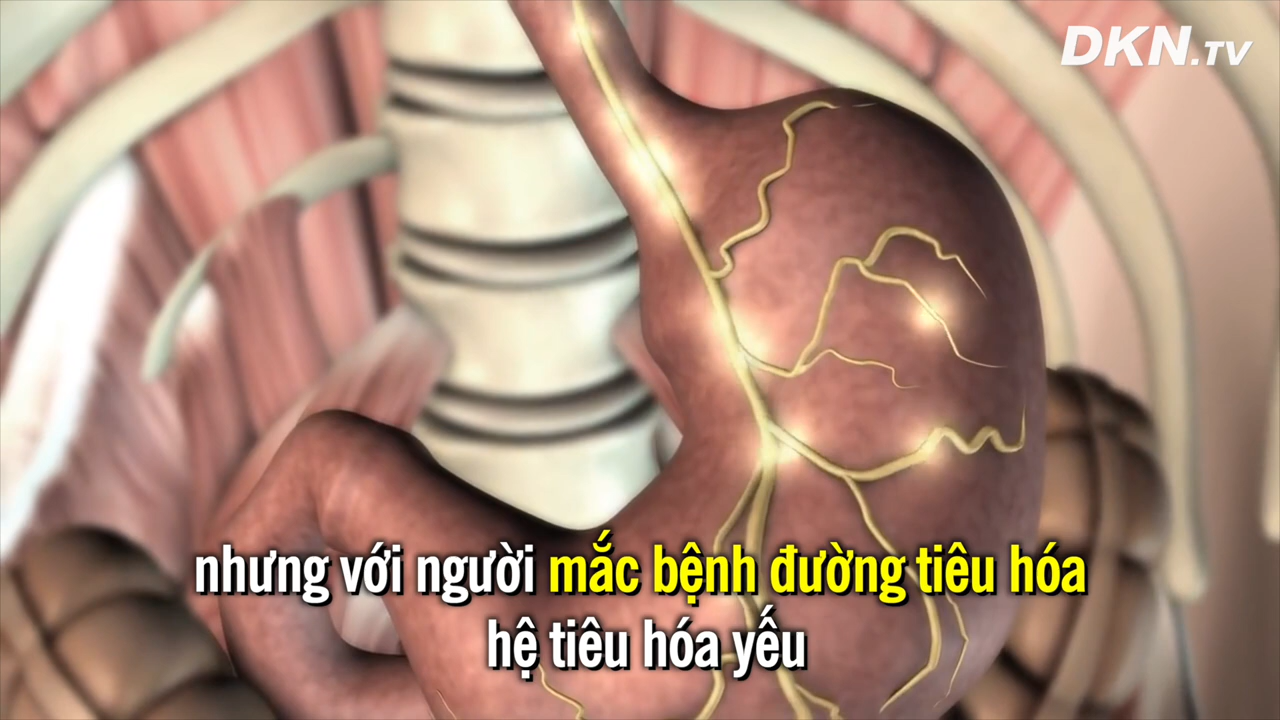 DKN.TV
nhưng với người mắc bệnh đường tiêu hóa
hệ tiêu hóa yếu